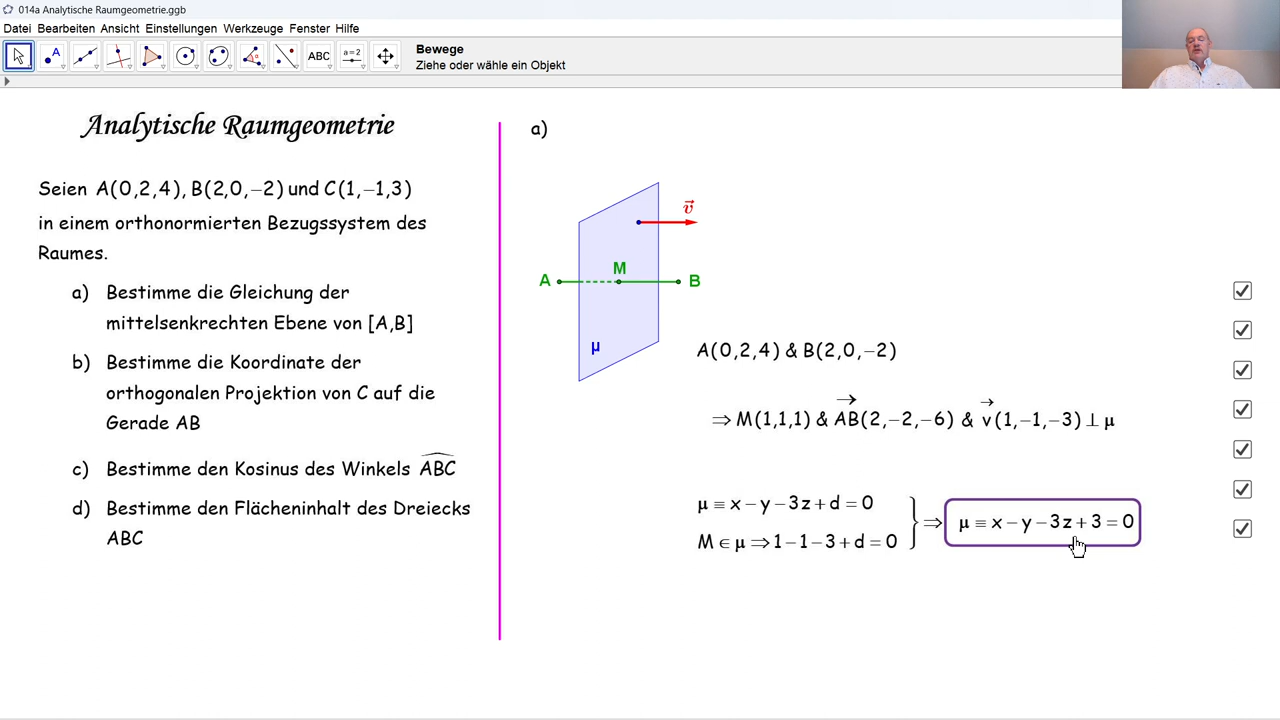 014a Analytische Raumgeometrie.ggb
Datei Bearbeiten Ansicht Einstellungen Werkzeuge Fenster Hilfe
A
ABC
a=2
Bewege
Ziehe oder wähle ein Objekt
Analytische Raumgeometrie
Seien A(0,2,4), B(2,0,−2) und C(1,−1,3)
in einem orthonormierten Bezugssystem des
Raumes.
a) Bestimme die Gleichung der
mittelsenkrechten Ebene von [A,B]
b) Bestimme die Koordinate der
orthogonalen Projektion von C auf die
Gerade AB
c) Bestimme den Kosinus des Winkels ABC
d) Bestimme den Flächeninhalt des Dreiecks
ABC
a)
v⃗
A M B
μ
A(0,2,4) & B(2,0,−2)
⇒ M(1,1,1) & AB(2,−2,−6) & v(1,−1,−3) ⊥ μ
μ ≡ x − y − 3z + d = 0
M ∈ μ ⇒ 1 − 1 − 3 + d = 0
} ⇒ μ ≡ x − y − 3z + 3 = 0